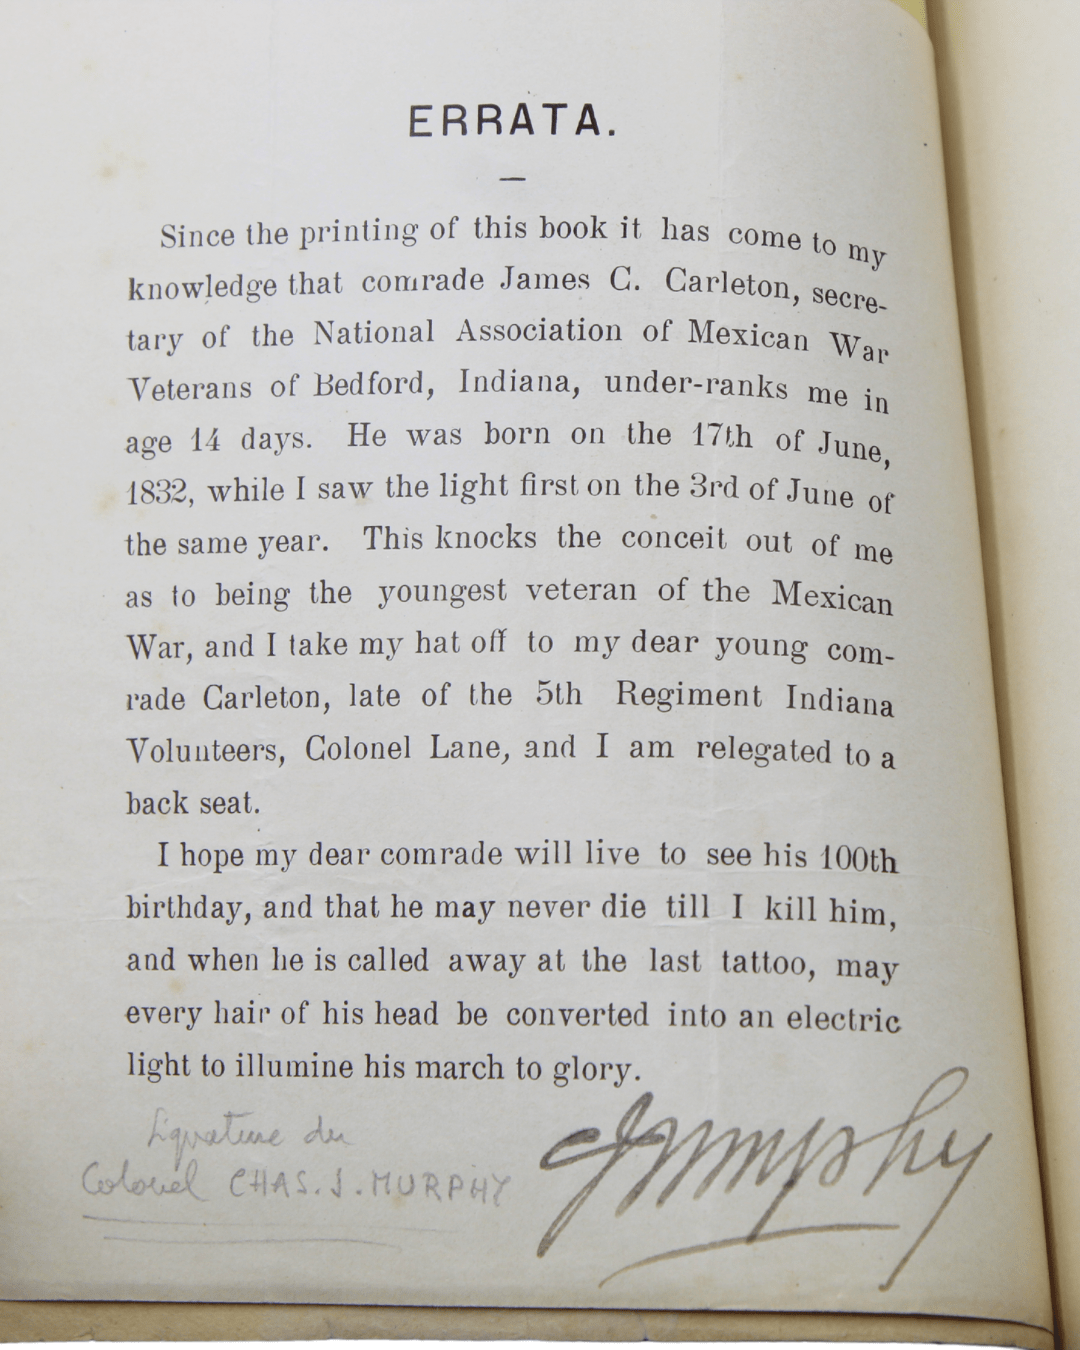 ERRATA.
Since the printing of this book it has come to my
knowledge that comrade James C. Carleton, secre-
tary of the National Association of Mexican War
Veterans of Bedford, Indiana, under-ranks me in
age 14 days. He was born on the 17th of June,
1832, while I saw the light first on the 3rd of June of
the same year. This knocks the conceit out of me
as to being the youngest veteran of the Mexican
War, and I take my hat off to my dear young com-
rade Carleton, late of the 5th Regiment Indiana
Volunteers, Colonel Lane, and I am relegated to a
back seat.
I hope my dear comrade will live to see his 100th
birthday, and that he may never die till I kill him,
and when he is called away at the last tattoo, may
every hair of his head be converted into an electric
light to illumine his march to glory.
Signature du
Colonel CHAS. J. MURPHY
CJMurphy